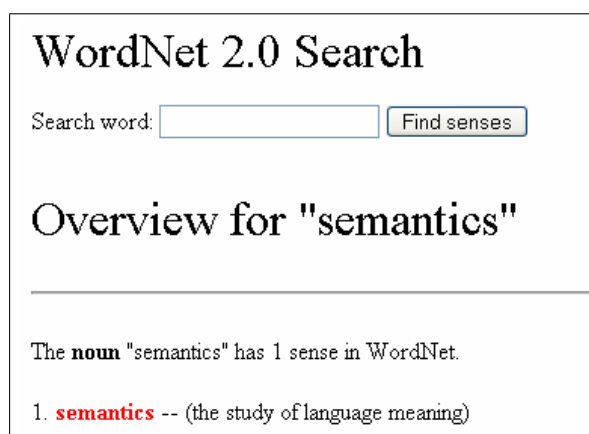 WordNet 2.0 Search
Search word: Find senses
Overview for "semantics"
The noun "semantics" has 1 sense in WordNet.
1. semantics -- (the study of language meaning)